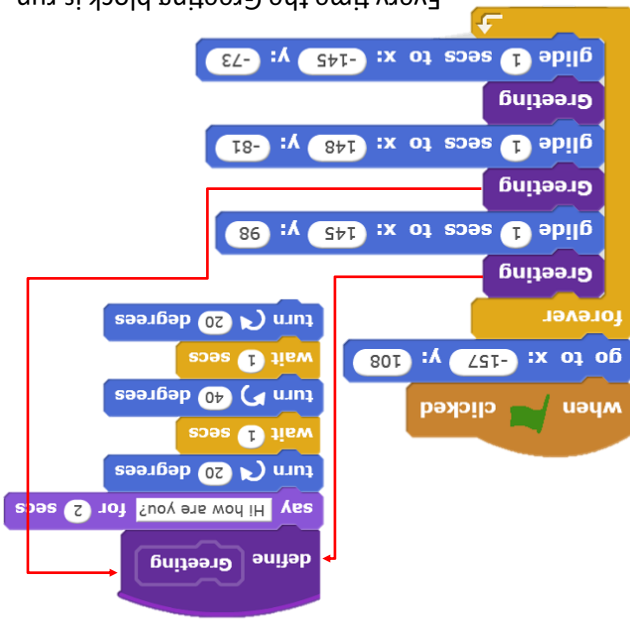 define Greeting
say Hi how are you? for 2 secs
turn 20 degrees
wait 1 secs
turn 40 degrees
wait 1 secs
turn 20 degrees
when clicked
go to x: -157 y: 108
forever
Greeting
glide 1 secs to x: 145 y: 98
Greeting
glide 1 secs to x: 148 y: -81
Greeting
glide 1 secs to x: -145 y: -73
Every time the Greeting block is run